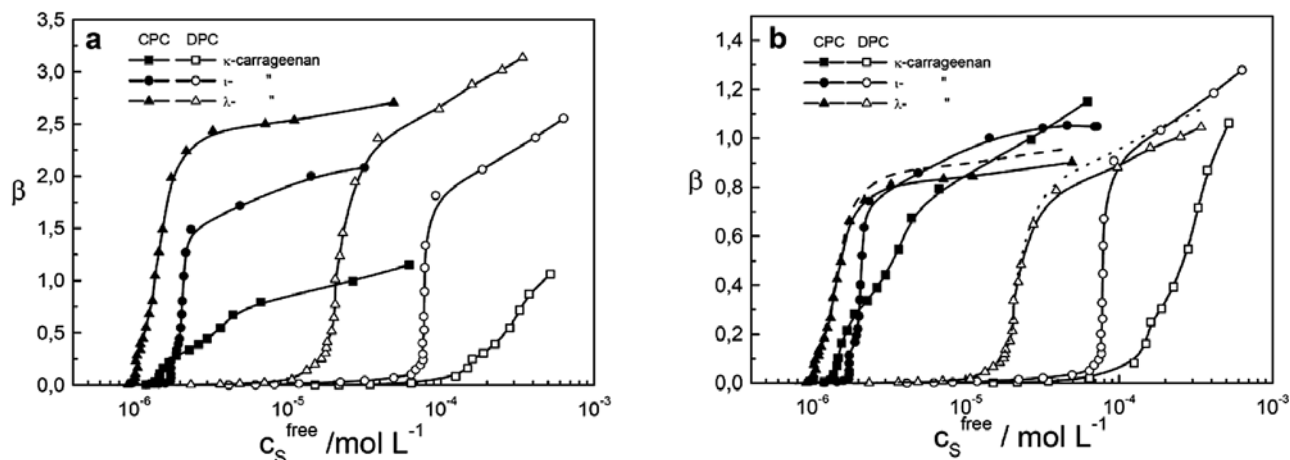 a
CPC DPC
κ-carrageenan
ι- "
λ- "
3,5
3,0
2,5
2,0
1,5
1,0
0,5
0,0
β
10⁻⁶ 10⁻⁵ 10⁻⁴ 10⁻³
c_S^free /mol L⁻¹
b
CPC DPC
κ-carrageenan
ι- "
λ- "
1,4
1,2
1,0
0,8
0,6
0,4
0,2
0,0
β
10⁻⁶ 10⁻⁵ 10⁻⁴ 10⁻³
c_S^free /mol L⁻¹